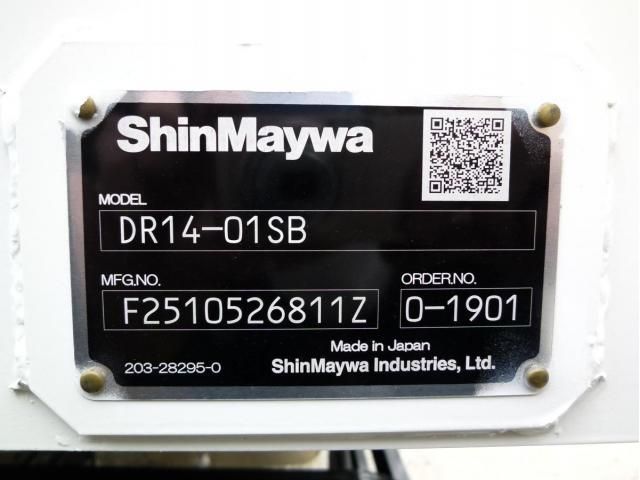 ShinMaywa
MODEL
DR14-01SB
MFG.NO.
F2510526811Z
ORDER.NO.
0-1901
203-28295-0
Made in Japan
ShinMaywa Industries, Ltd.